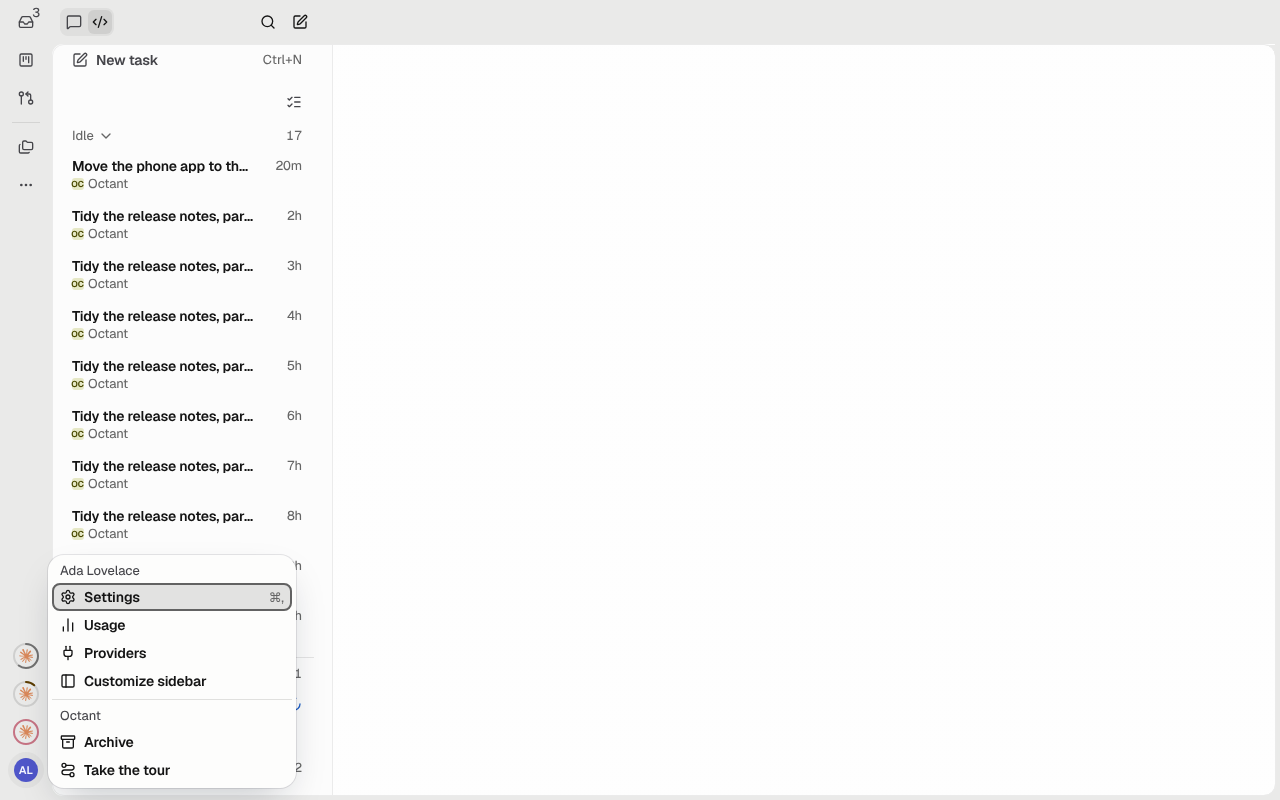 3
New task Ctrl+N
Idle 17
Move the phone app to th... 20m
OC Octant
Tidy the release notes, par... 2h
OC Octant
Tidy the release notes, par... 3h
OC Octant
Tidy the release notes, par... 4h
OC Octant
Tidy the release notes, par... 5h
OC Octant
Tidy the release notes, par... 6h
OC Octant
Tidy the release notes, par... 7h
OC Octant
Tidy the release notes, par... 8h
OC Octant
h
Ada Lovelace
Settings ⌘,
h
Usage
Providers
1
Customize sidebar
Octant
Archive
2
AL Take the tour